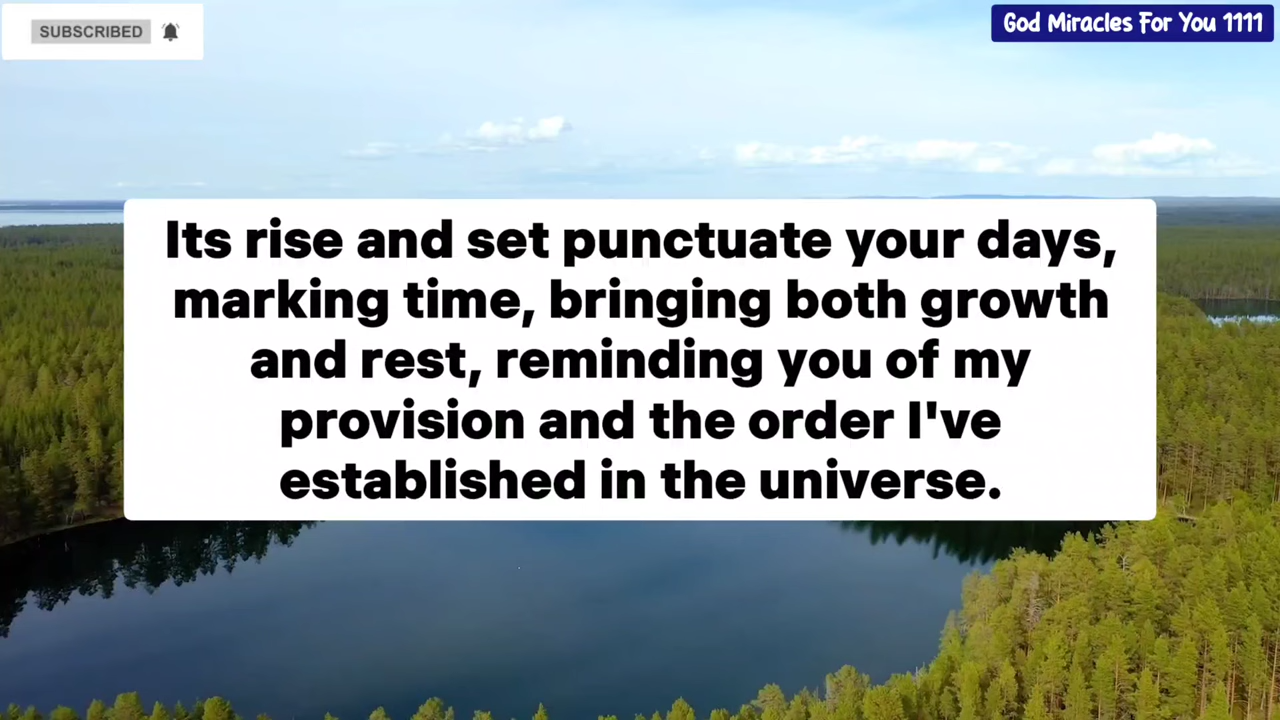 SUBSCRIBED
God Miracles For You 1111
Its rise and set punctuate your days,
marking time, bringing both growth
and rest, reminding you of my
provision and the order I've
established in the universe.